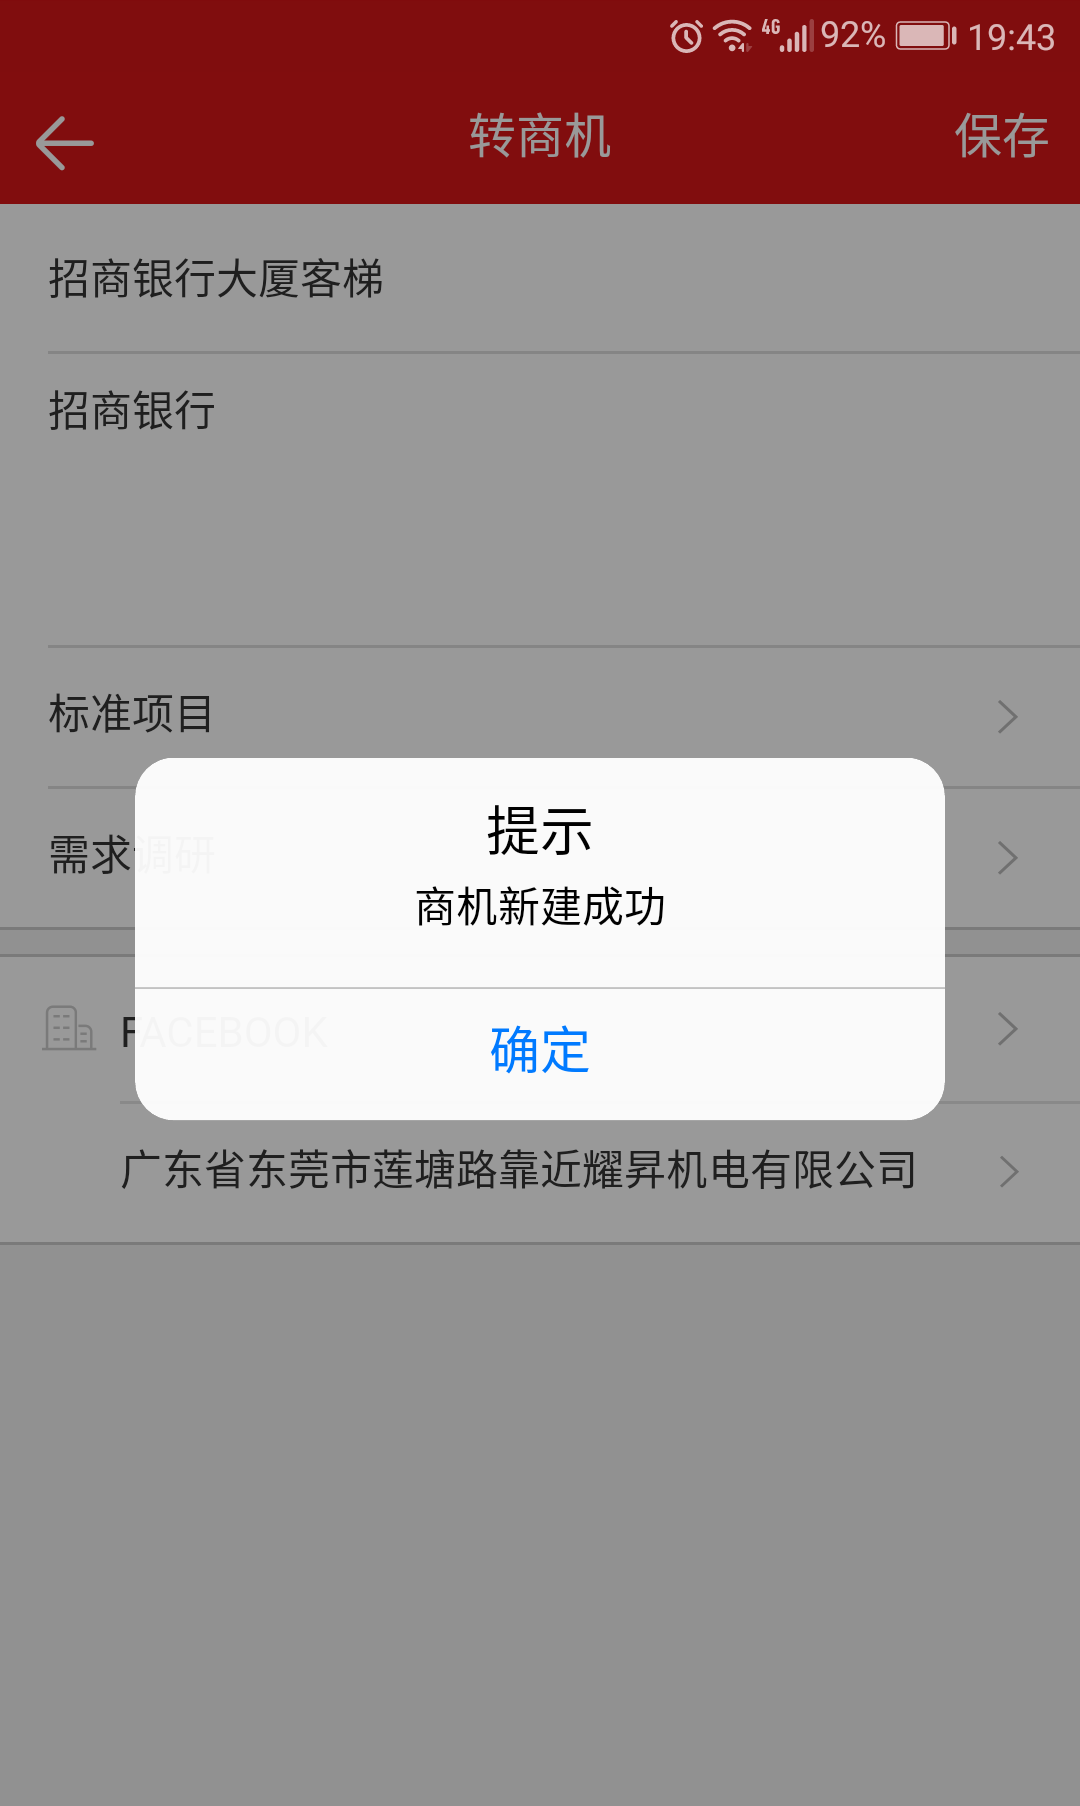 4G 92% 19:43
转商机 保存
招商银行大厦客梯
招商银行
标准项目
需求调研
提示
商机新建成功
FACEBOOK
确定
广东省东莞市莲塘路靠近耀昇机电有限公司